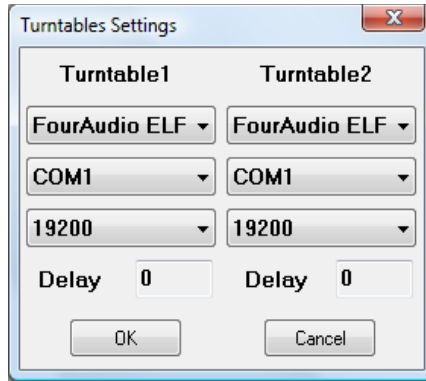 Turntables Settings
Turntable1 Turntable2
FourAudio ELF FourAudio ELF
COM1 COM1
19200 19200
Delay 0 Delay 0
OK Cancel